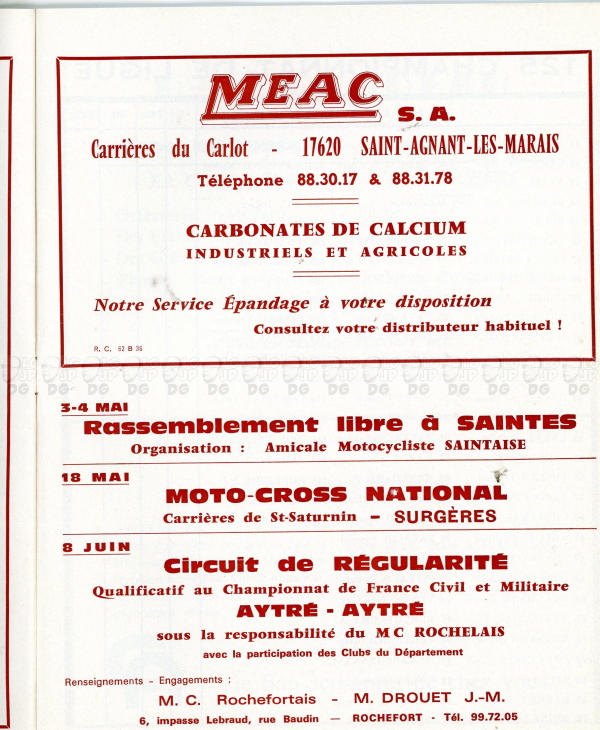 MEAC S. A.
Carrières du Carlot - 17620 SAINT-AGNANT-LES-MARAIS
Téléphone 88.30.17 & 88.31.78
CARBONATES DE CALCIUM
INDUSTRIELS ET AGRICOLES
Notre Service Épandage à votre disposition
Consultez votre distributeur habituel !
R. C. 62 B 36
3-4 MAI
Rassemblement libre à SAINTES
Organisation : Amicale Motocycliste SAINTAISE
18 MAI
MOTO-CROSS NATIONAL
Carrières de St-Saturnin - SURGÈRES
8 JUIN
Circuit de RÉGULARITÉ
Qualificatif au Championnat de France Civil et Militaire
AYTRÉ - AYTRÉ
sous la responsabilité du M C ROCHELAIS
avec la participation des Clubs du Département
Renseignements - Engagements :
M. C. Rochefortais - M. DROUET J.-M.
6, impasse Lebraud, rue Baudin — ROCHEFORT - Tél. 99.72.05